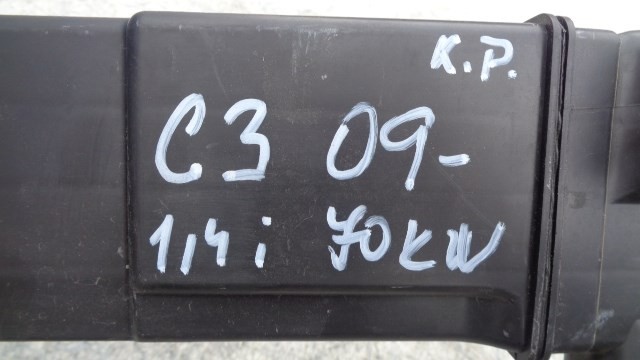 K.P.
C3 09-
1,4i 70kW